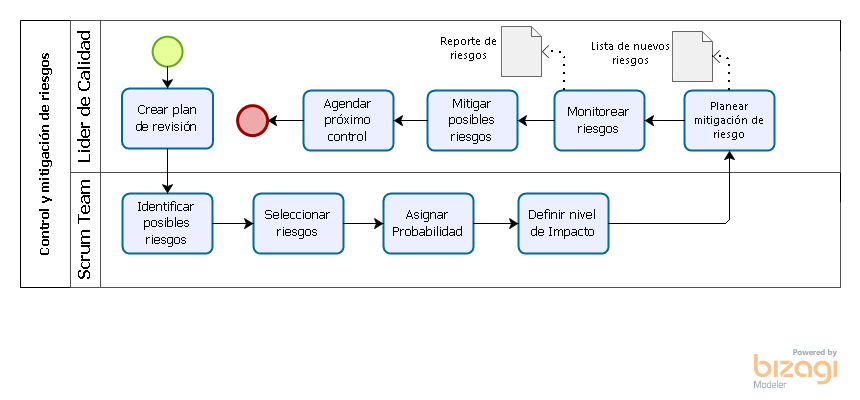 Control y mitigación de riesgos
Lider de Calidad
Crear plan
de revisión
Agendar
próximo
control
Mitigar
posibles
riesgos
Reporte de
riesgos
Monitorear
riesgos
Lista de nuevos
riesgos
Planear
mitigación de
riesgo
Scrum Team
Identificar
posibles
riesgos
Seleccionar
riesgos
Asignar
Probabilidad
Definir nivel
de Impacto
Powered by
bizagi
Modeler